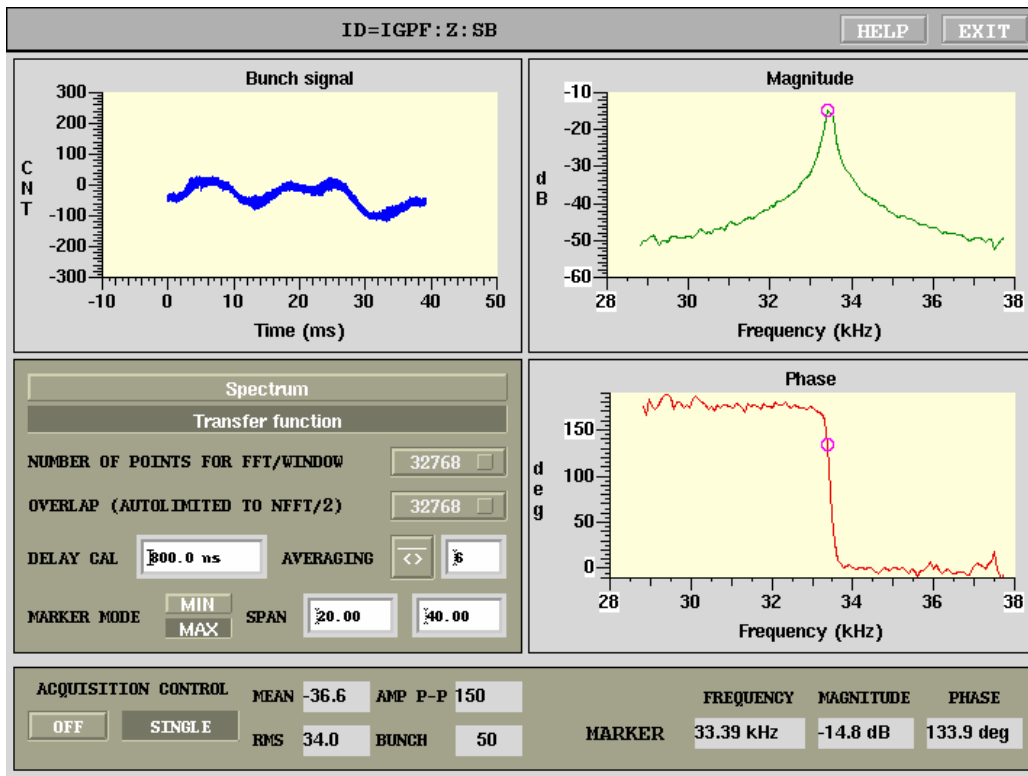 ID=IGPF:Z:SB HELP EXIT
Bunch signal
300
200
100
0
-100
-200
-300
CNT
-10 0 10 20 30 40 50
Time (ms)
Magnitude
-10
-20
-30
-40
-50
-60
dB
28 30 32 34 36 38
Frequency (kHz)
Spectrum
Transfer function
NUMBER OF POINTS FOR FFT/WINDOW 32768
OVERLAP (AUTOLIMITED TO NFFT/2) 32768
DELAY CAL 800.0 ns AVERAGING <> 6
MARKER MODE MIN MAX SPAN 20.00 40.00
Phase
150
100
50
0
deg
28 30 32 34 36 38
Frequency (kHz)
ACQUISITION CONTROL
OFF SINGLE
MEAN -36.6 AMP P-P 150
RMS 34.0 BUNCH 50
FREQUENCY MAGNITUDE PHASE
MARKER 33.39 kHz -14.8 dB 133.9 deg